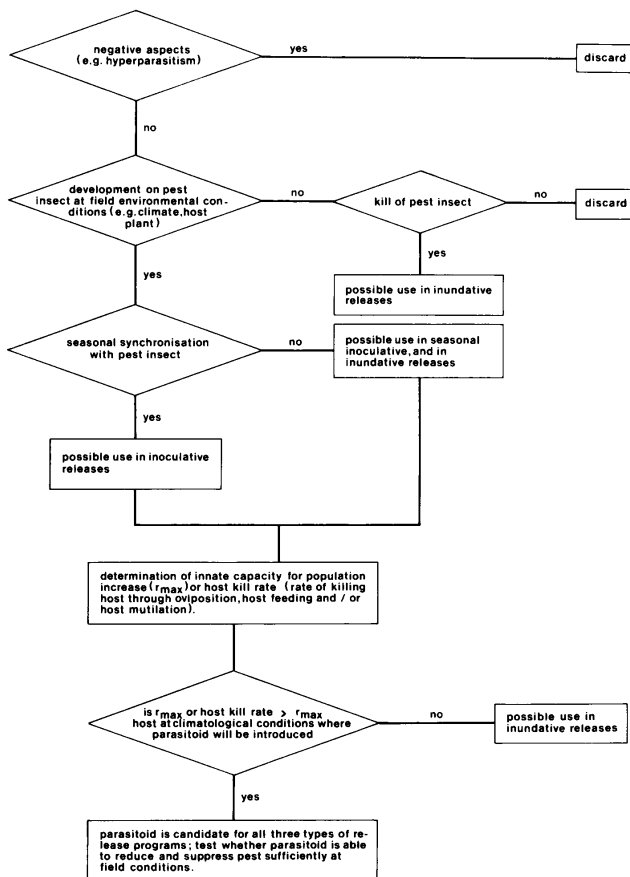 negative aspects
(e.g. hyperparasitism)
yes
discard
no
development on pest
insect at field environmental con-
ditions (e.g. climate, host
plant)
no
kill of pest insect
no
discard
yes
yes
possible use in inundative
releases
seasonal synchronisation
with pest insect
no
possible use in seasonal
inoculative, and in
inundative releases
yes
possible use in inoculative
releases
determination of innate capacity for population
increase (rmax) or host kill rate (rate of killing
host through oviposition, host feeding and / or
host mutilation).
is rmax or host kill rate > rmax
host at climatological conditions where
parasitoid will be introduced
no
possible use in
inundative releases
yes
parasitoid is candidate for all three types of re-
lease programs; test whether parasitoid is able
to reduce and suppress pest sufficiently at
field conditions.